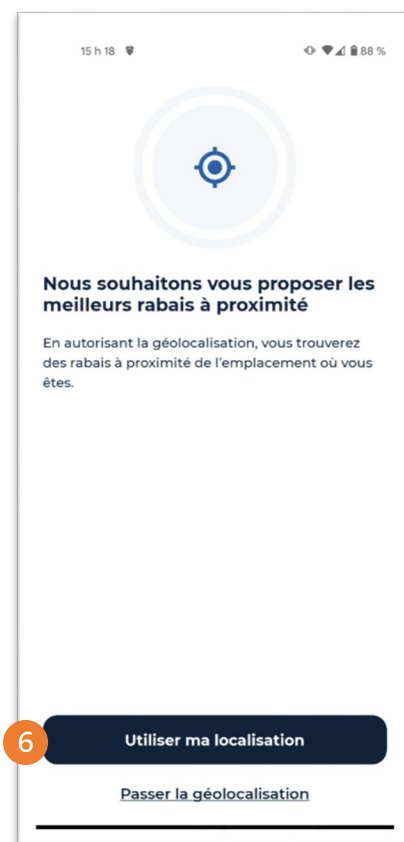 15 h 18 88 %
Nous souhaitons vous proposer les
meilleurs rabais à proximité
En autorisant la géolocalisation, vous trouverez
des rabais à proximité de l'emplacement où vous
êtes.
6 Utiliser ma localisation
Passer la géolocalisation